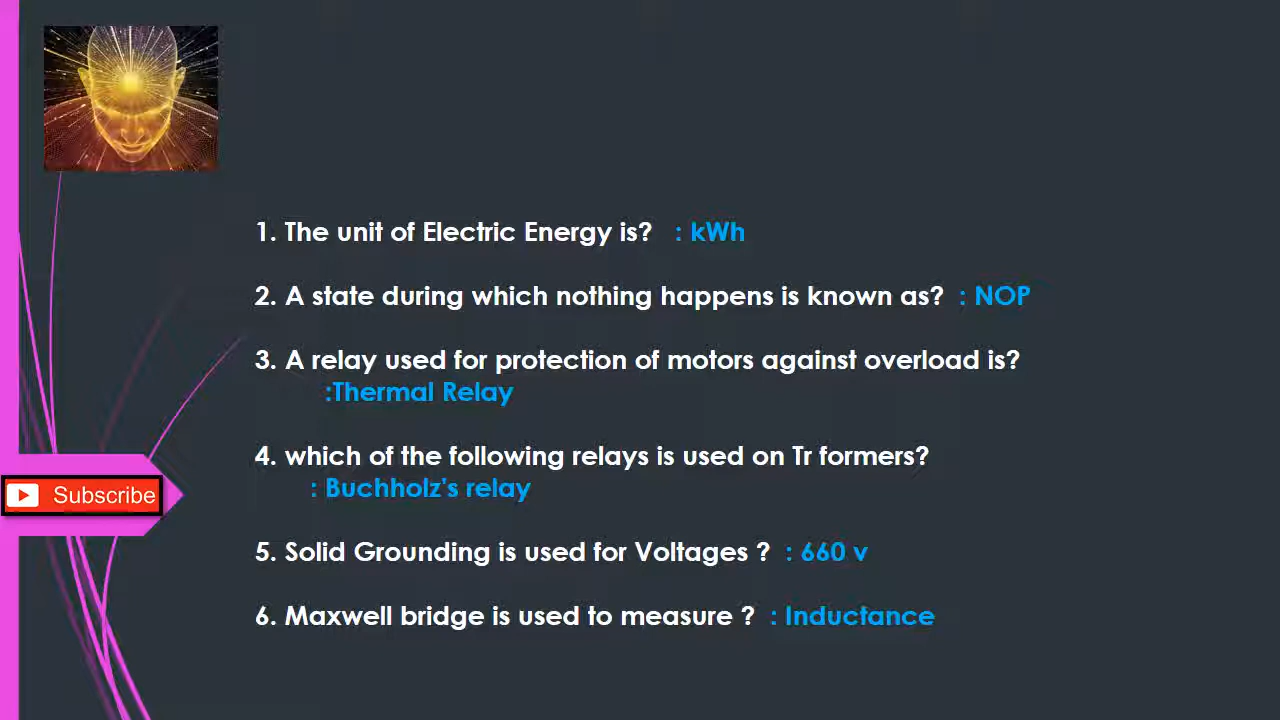 1. The unit of Electric Energy is? : kWh
2. A state during which nothing happens is known as? : NOP
3. A relay used for protection of motors against overload is?
:Thermal Relay
4. which of the following relays is used on Tr formers?
: Buchholz's relay
Subscribe
5. Solid Grounding is used for Voltages ? : 660 v
6. Maxwell bridge is used to measure ? : Inductance